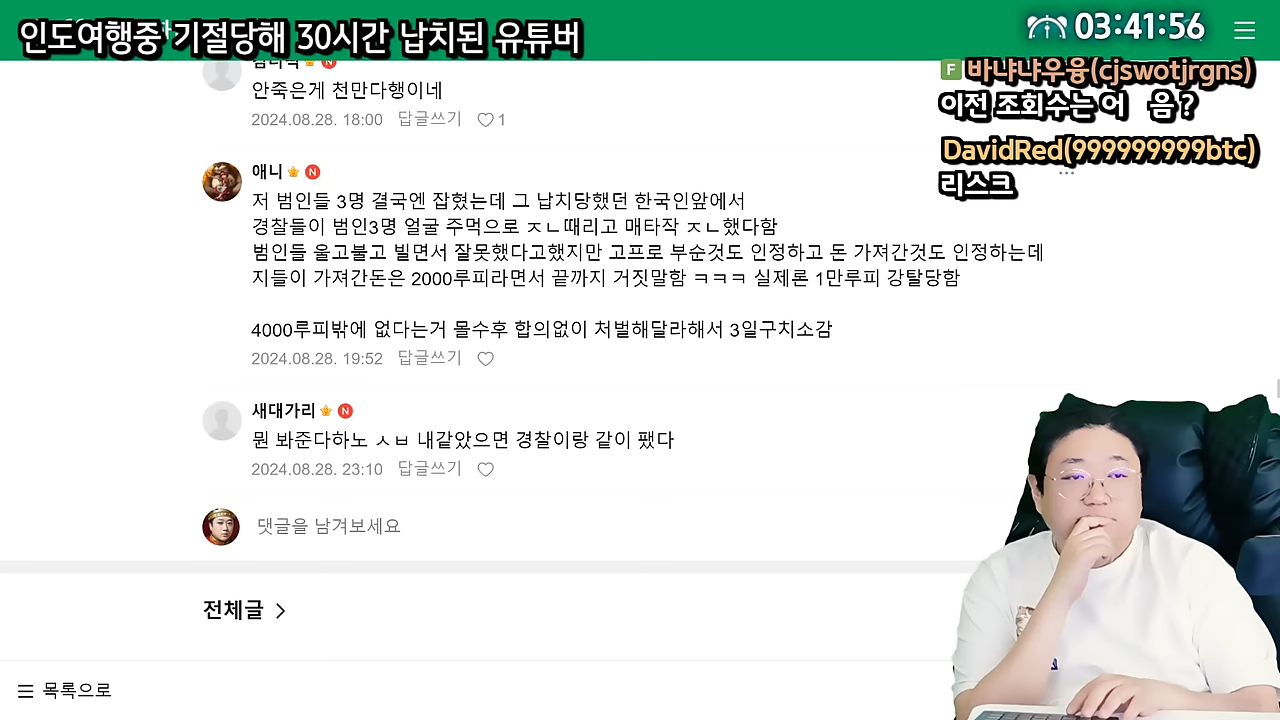 인도여행중 기절당해 30시간 납치된 유튜버
03:41:56
F 바냐냐우융(cjswotjrgns)
이전 조회수는 어 음?
DavidRed(999999999btc)
리스크
N
안죽은게 천만다행이네
2024.08.28. 18:00 답글쓰기 1
애니 N
저 범인들 3명 결국엔 잡혔는데 그 납치당했던 한국인앞에서
경찰들이 범인3명 얼굴 주먹으로 ㅈㄴ때리고 매타작 ㅈㄴ했다함
범인들 울고불고 빌면서 잘못했다고했지만 고프로 부순것도 인정하고 돈 가져간것도 인정하는데
지들이 가져간돈은 2000루피라면서 끝까지 거짓말함 ㅋㅋㅋ 실제론 1만루피 강탈당함
4000루피밖에 없다는거 몰수후 합의없이 처벌해달라해서 3일구치소감
2024.08.28. 19:52 답글쓰기
새대가리 N
뭔 봐준다하노 ㅅㅂ 내같았으면 경찰이랑 같이 팼다
2024.08.28. 23:10 답글쓰기
댓글을 남겨보세요
전체글 >
목록으로